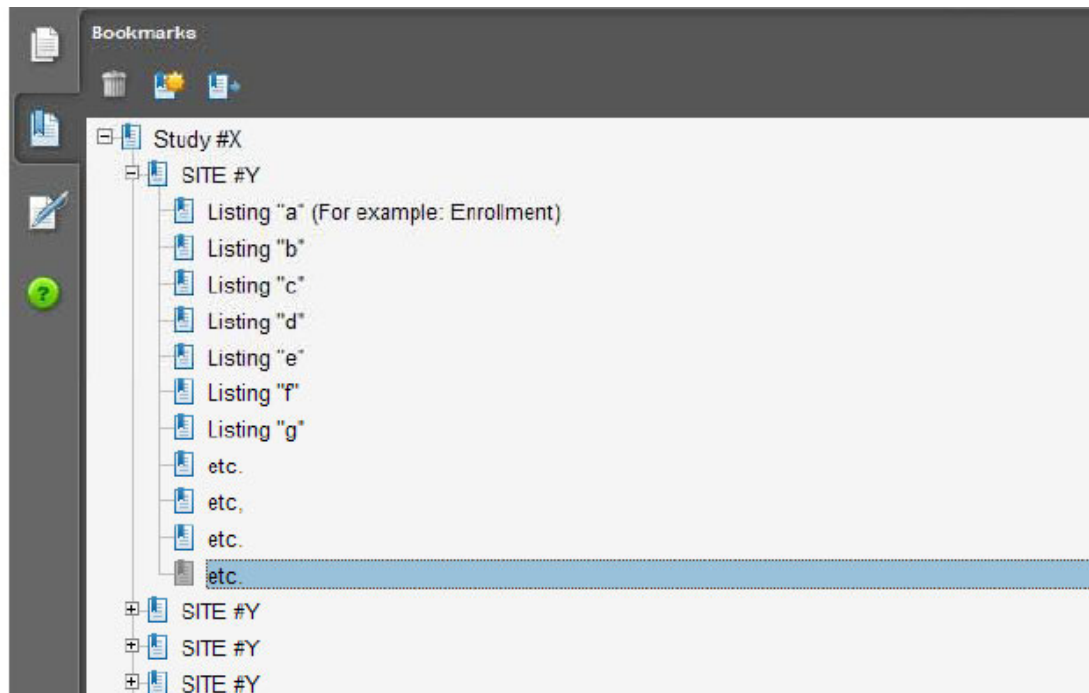 Bookmarks
Study #X
SITE #Y
Listing "a" (For example: Enrollment)
Listing "b"
Listing "c"
Listing "d"
Listing "e"
Listing "f"
Listing "g"
etc.
etc,
etc.
etc.
SITE #Y
SITE #Y
SITE #Y